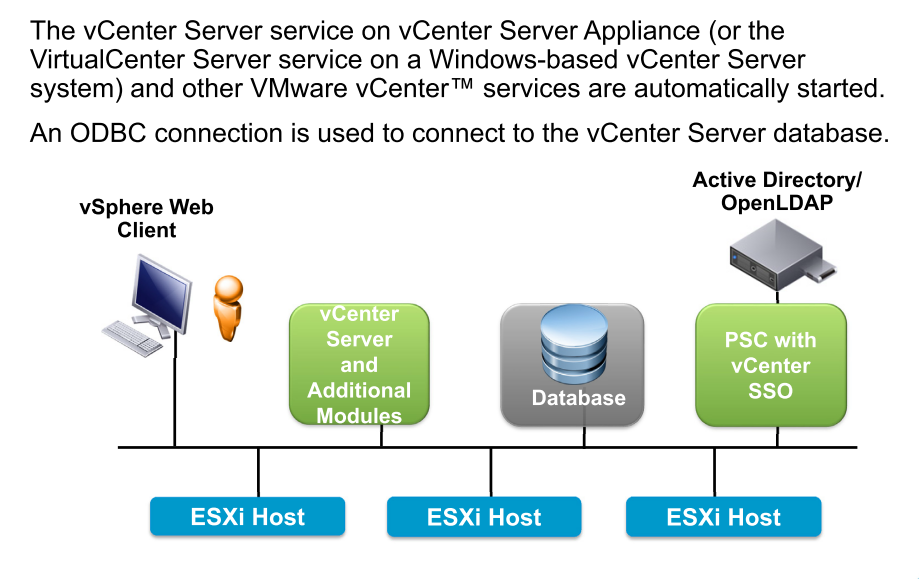 The vCenter Server service on vCenter Server Appliance (or the
VirtualCenter Server service on a Windows-based vCenter Server
system) and other VMware vCenter™ services are automatically started.
An ODBC connection is used to connect to the vCenter Server database.
Active Directory/
OpenLDAP
vSphere Web
Client
vCenter
Server
and
Additional
Modules
Database
PSC with
vCenter
SSO
ESXi Host
ESXi Host
ESXi Host